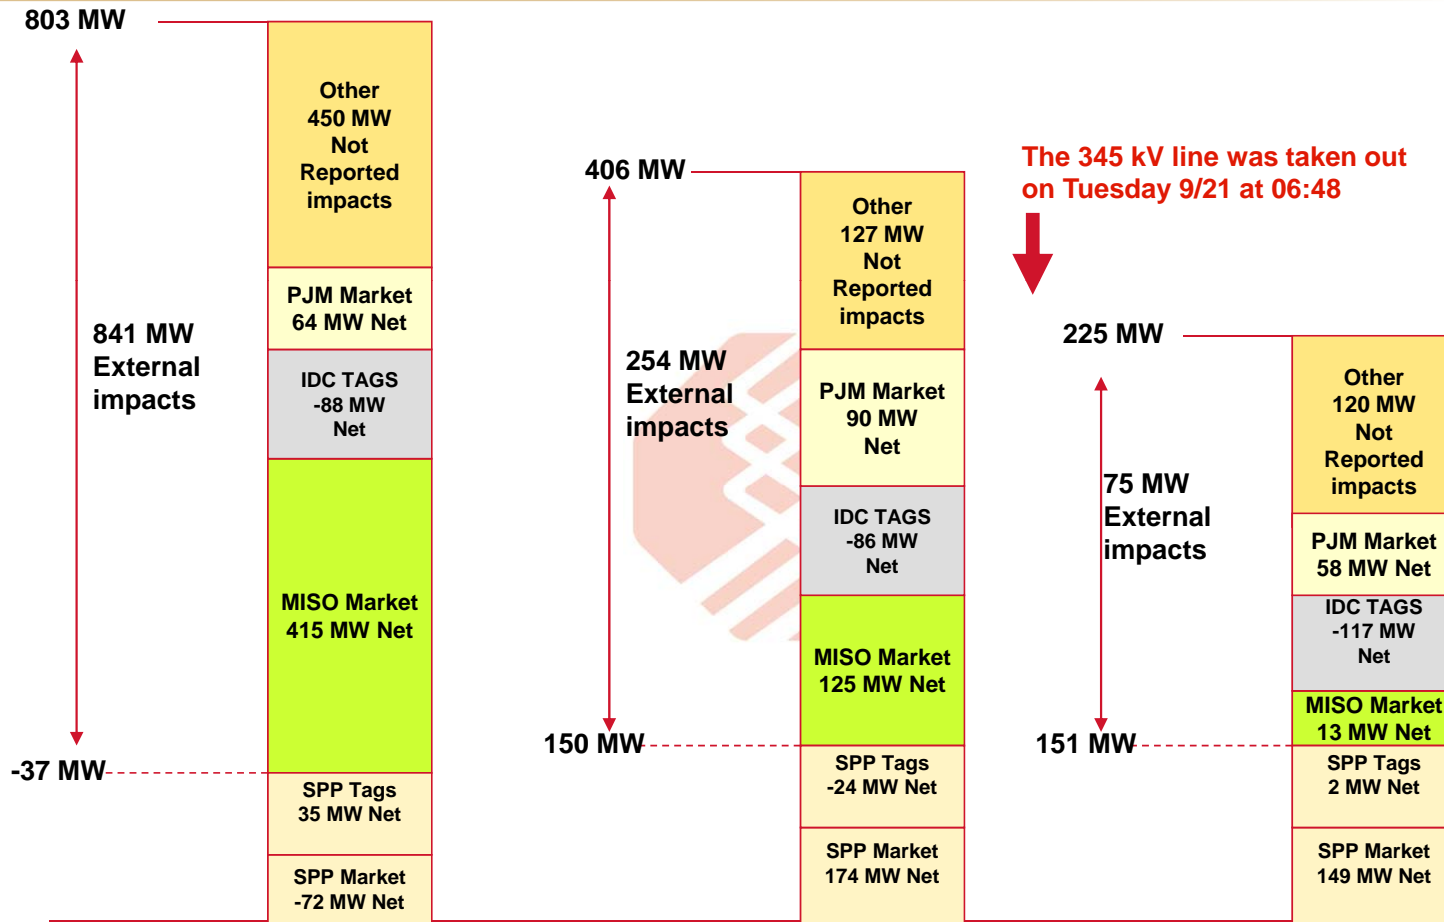 803 MW
Other
450 MW
Not
Reported
impacts
PJM Market
64 MW Net
841 MW
External
impacts
IDC TAGS
-88 MW
Net
MISO Market
415 MW Net
-37 MW
SPP Tags
35 MW Net
SPP Market
-72 MW Net
406 MW
Other
127 MW
Not
Reported
impacts
254 MW
External
impacts
PJM Market
90 MW
Net
IDC TAGS
-86 MW
Net
MISO Market
125 MW Net
150 MW
SPP Tags
-24 MW Net
SPP Market
174 MW Net
The 345 kV line was taken out
on Tuesday 9/21 at 06:48
225 MW
Other
120 MW
Not
Reported
impacts
75 MW
External
impacts
PJM Market
58 MW Net
IDC TAGS
-117 MW
Net
MISO Market
13 MW Net
151 MW
SPP Tags
2 MW Net
SPP Market
149 MW Net